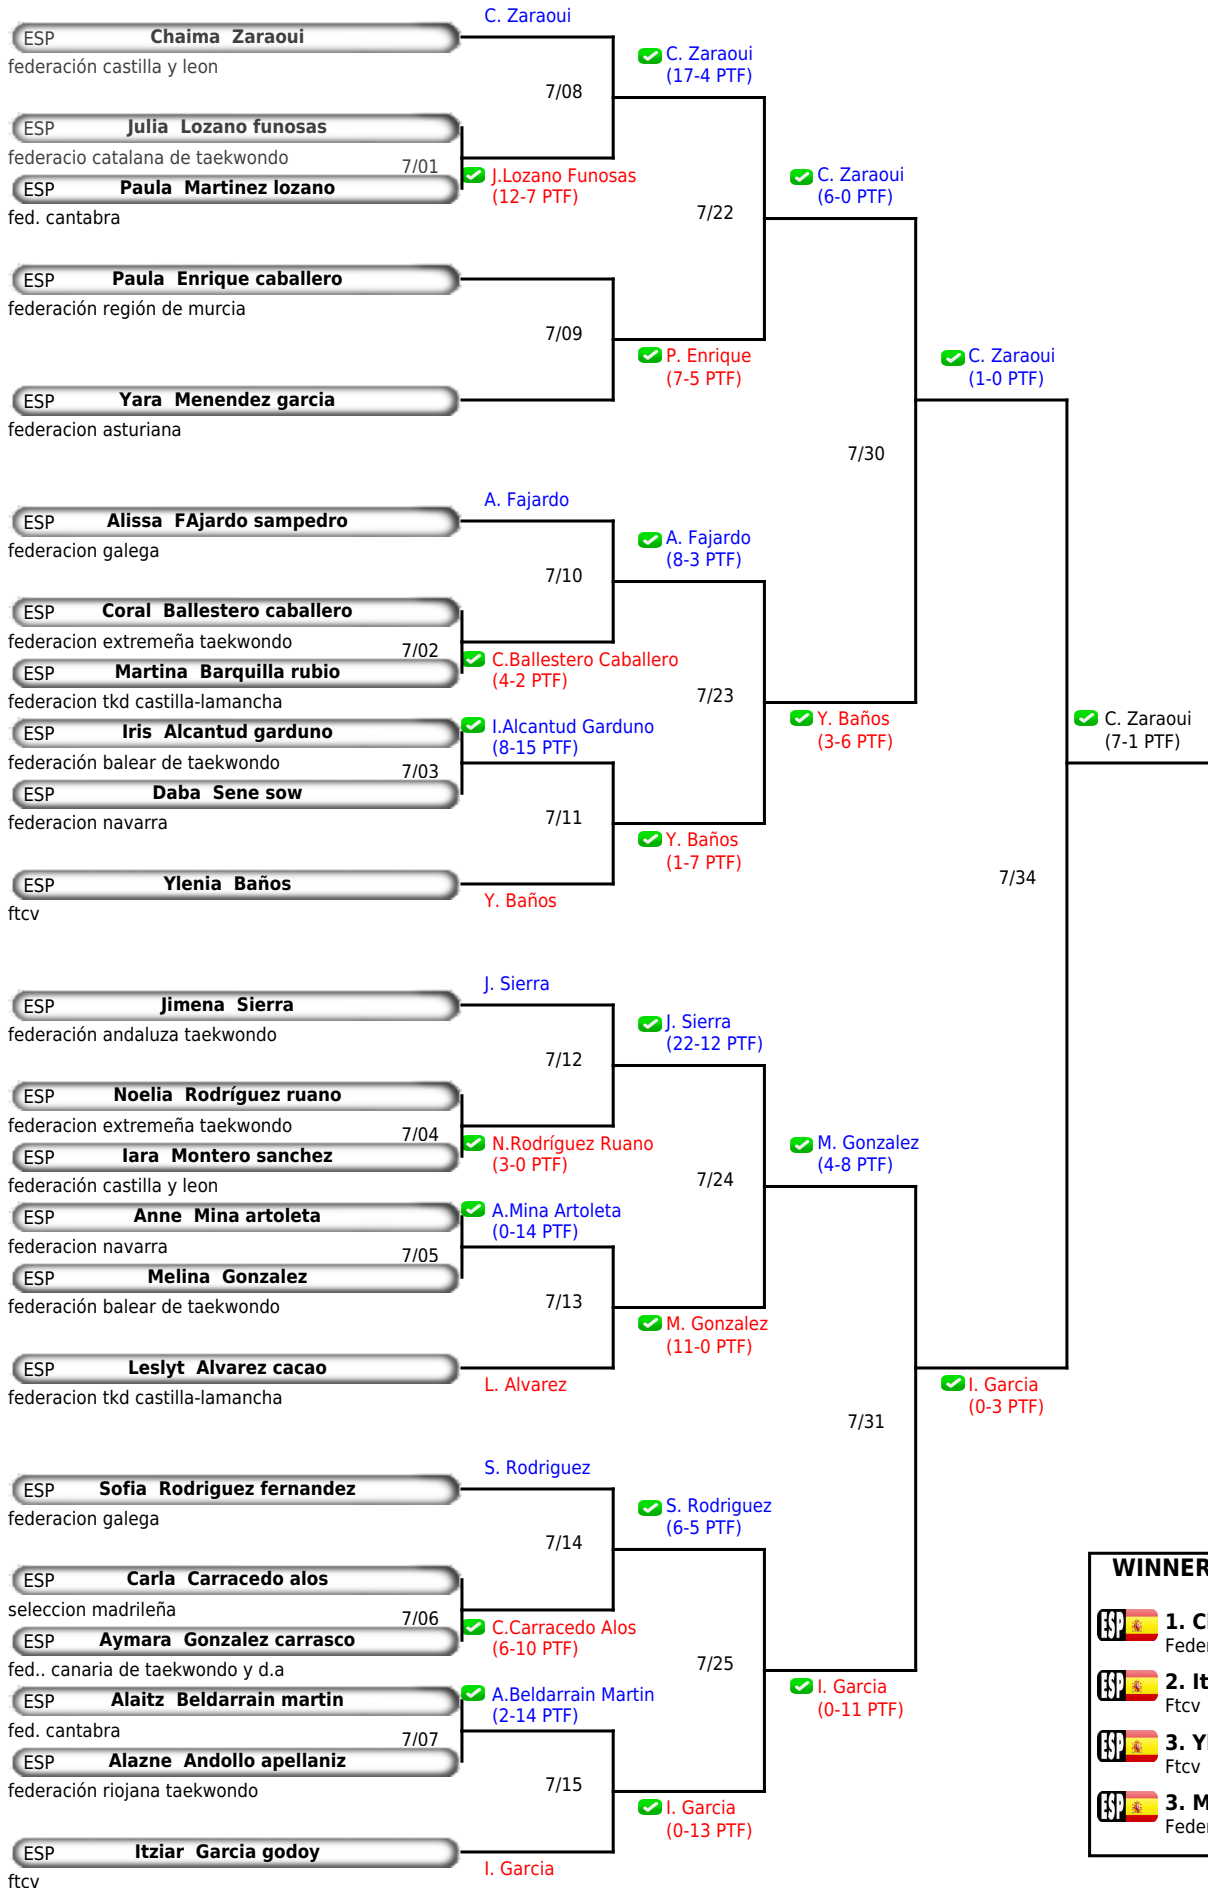 C. Zaraoui
ESP Chaima Zaraoui
federación castilla y leon
C. Zaraoui
(17-4 PTF)
7/08
ESP Julia Lozano funosas
federacio catalana de taekwondo
7/01
J.Lozano Funosas
(12-7 PTF)
ESP Paula Martinez lozano
fed. cantabra
C. Zaraoui
(6-0 PTF)
7/22
ESP Paula Enrique caballero
federación región de murcia
7/09
P. Enrique
(7-5 PTF)
C. Zaraoui
(1-0 PTF)
ESP Yara Menendez garcia
federacion asturiana
7/30
A. Fajardo
ESP Alissa FAjardo sampedro
federacion galega
A. Fajardo
(8-3 PTF)
7/10
ESP Coral Ballestero caballero
federacion extremeña taekwondo
7/02
C.Ballestero Caballero
(4-2 PTF)
ESP Martina Barquilla rubio
federacion tkd castilla-lamancha
7/23
Y. Baños
(3-6 PTF)
C. Zaraoui
(7-1 PTF)
I.Alcantud Garduno
(8-15 PTF)
ESP Iris Alcantud garduno
federación balear de taekwondo
7/03
ESP Daba Sene sow
federacion navarra
7/11
Y. Baños
(1-7 PTF)
ESP Ylenia Baños
ftcv
Y. Baños
7/34
J. Sierra
ESP Jimena Sierra
federación andaluza taekwondo
J. Sierra
(22-12 PTF)
7/12
ESP Noelia Rodríguez ruano
federacion extremeña taekwondo
7/04
N.Rodríguez Ruano
(3-0 PTF)
ESP Iara Montero sanchez
federación castilla y leon
7/24
M. Gonzalez
(4-8 PTF)
A.Mina Artoleta
(0-14 PTF)
ESP Anne Mina artoleta
federacion navarra
7/05
ESP Melina Gonzalez
federación balear de taekwondo
7/13
M. Gonzalez
(11-0 PTF)
ESP Leslyt Alvarez cacao
federacion tkd castilla-lamancha
L. Alvarez
I. Garcia
(0-3 PTF)
7/31
S. Rodriguez
ESP Sofia Rodriguez fernandez
federacion galega
S. Rodriguez
(6-5 PTF)
7/14
ESP Carla Carracedo alos
seleccion madrileña
7/06
C.Carracedo Alos
(6-10 PTF)
ESP Aymara Gonzalez carrasco
fed.. canaria de taekwondo y d.a
7/25
I. Garcia
(0-11 PTF)
A.Beldarrain Martin
(2-14 PTF)
ESP Alaitz Beldarrain martin
fed. cantabra
7/07
ESP Alazne Andollo apellaniz
federación riojana taekwondo
7/15
I. Garcia
(0-13 PTF)
ESP Itziar Garcia godoy
ftcv
I. Garcia
WINNER
ESP 1.
Feder
ESP 2. It
Ftcv
ESP 3.
Ftcv
ESP 3. M
Feder